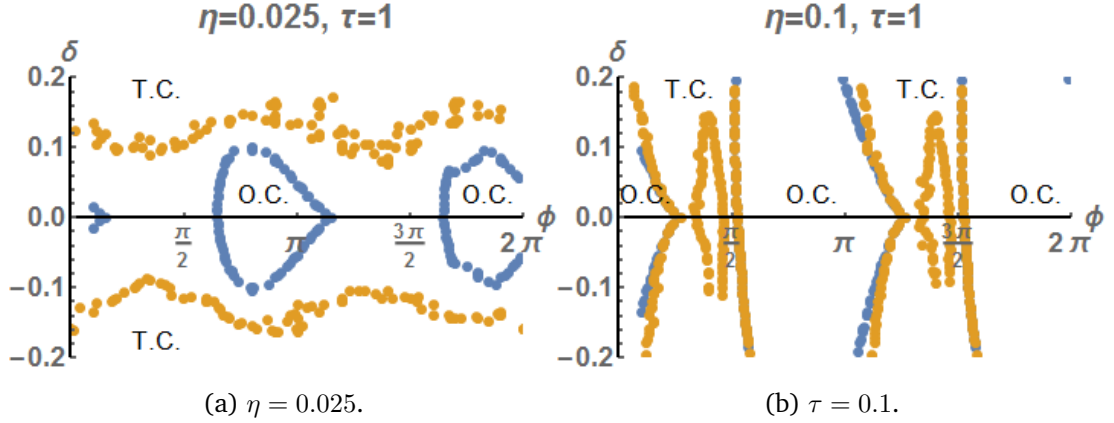 η=0.025, τ=1
δ
0.2
T.C.
0.1
O.C.
O.C.
0.0
ϕ
π/2
π
3π/2
2π
−0.1
T.C.
−0.2
(a) η = 0.025.
η=0.1, τ=1
δ
0.2
T.C.
T.C.
0.1
O.C.
O.C.
O.C.
0.0
ϕ
π/2
π
3π/2
2π
−0.1
−0.2
(b) τ = 0.1.